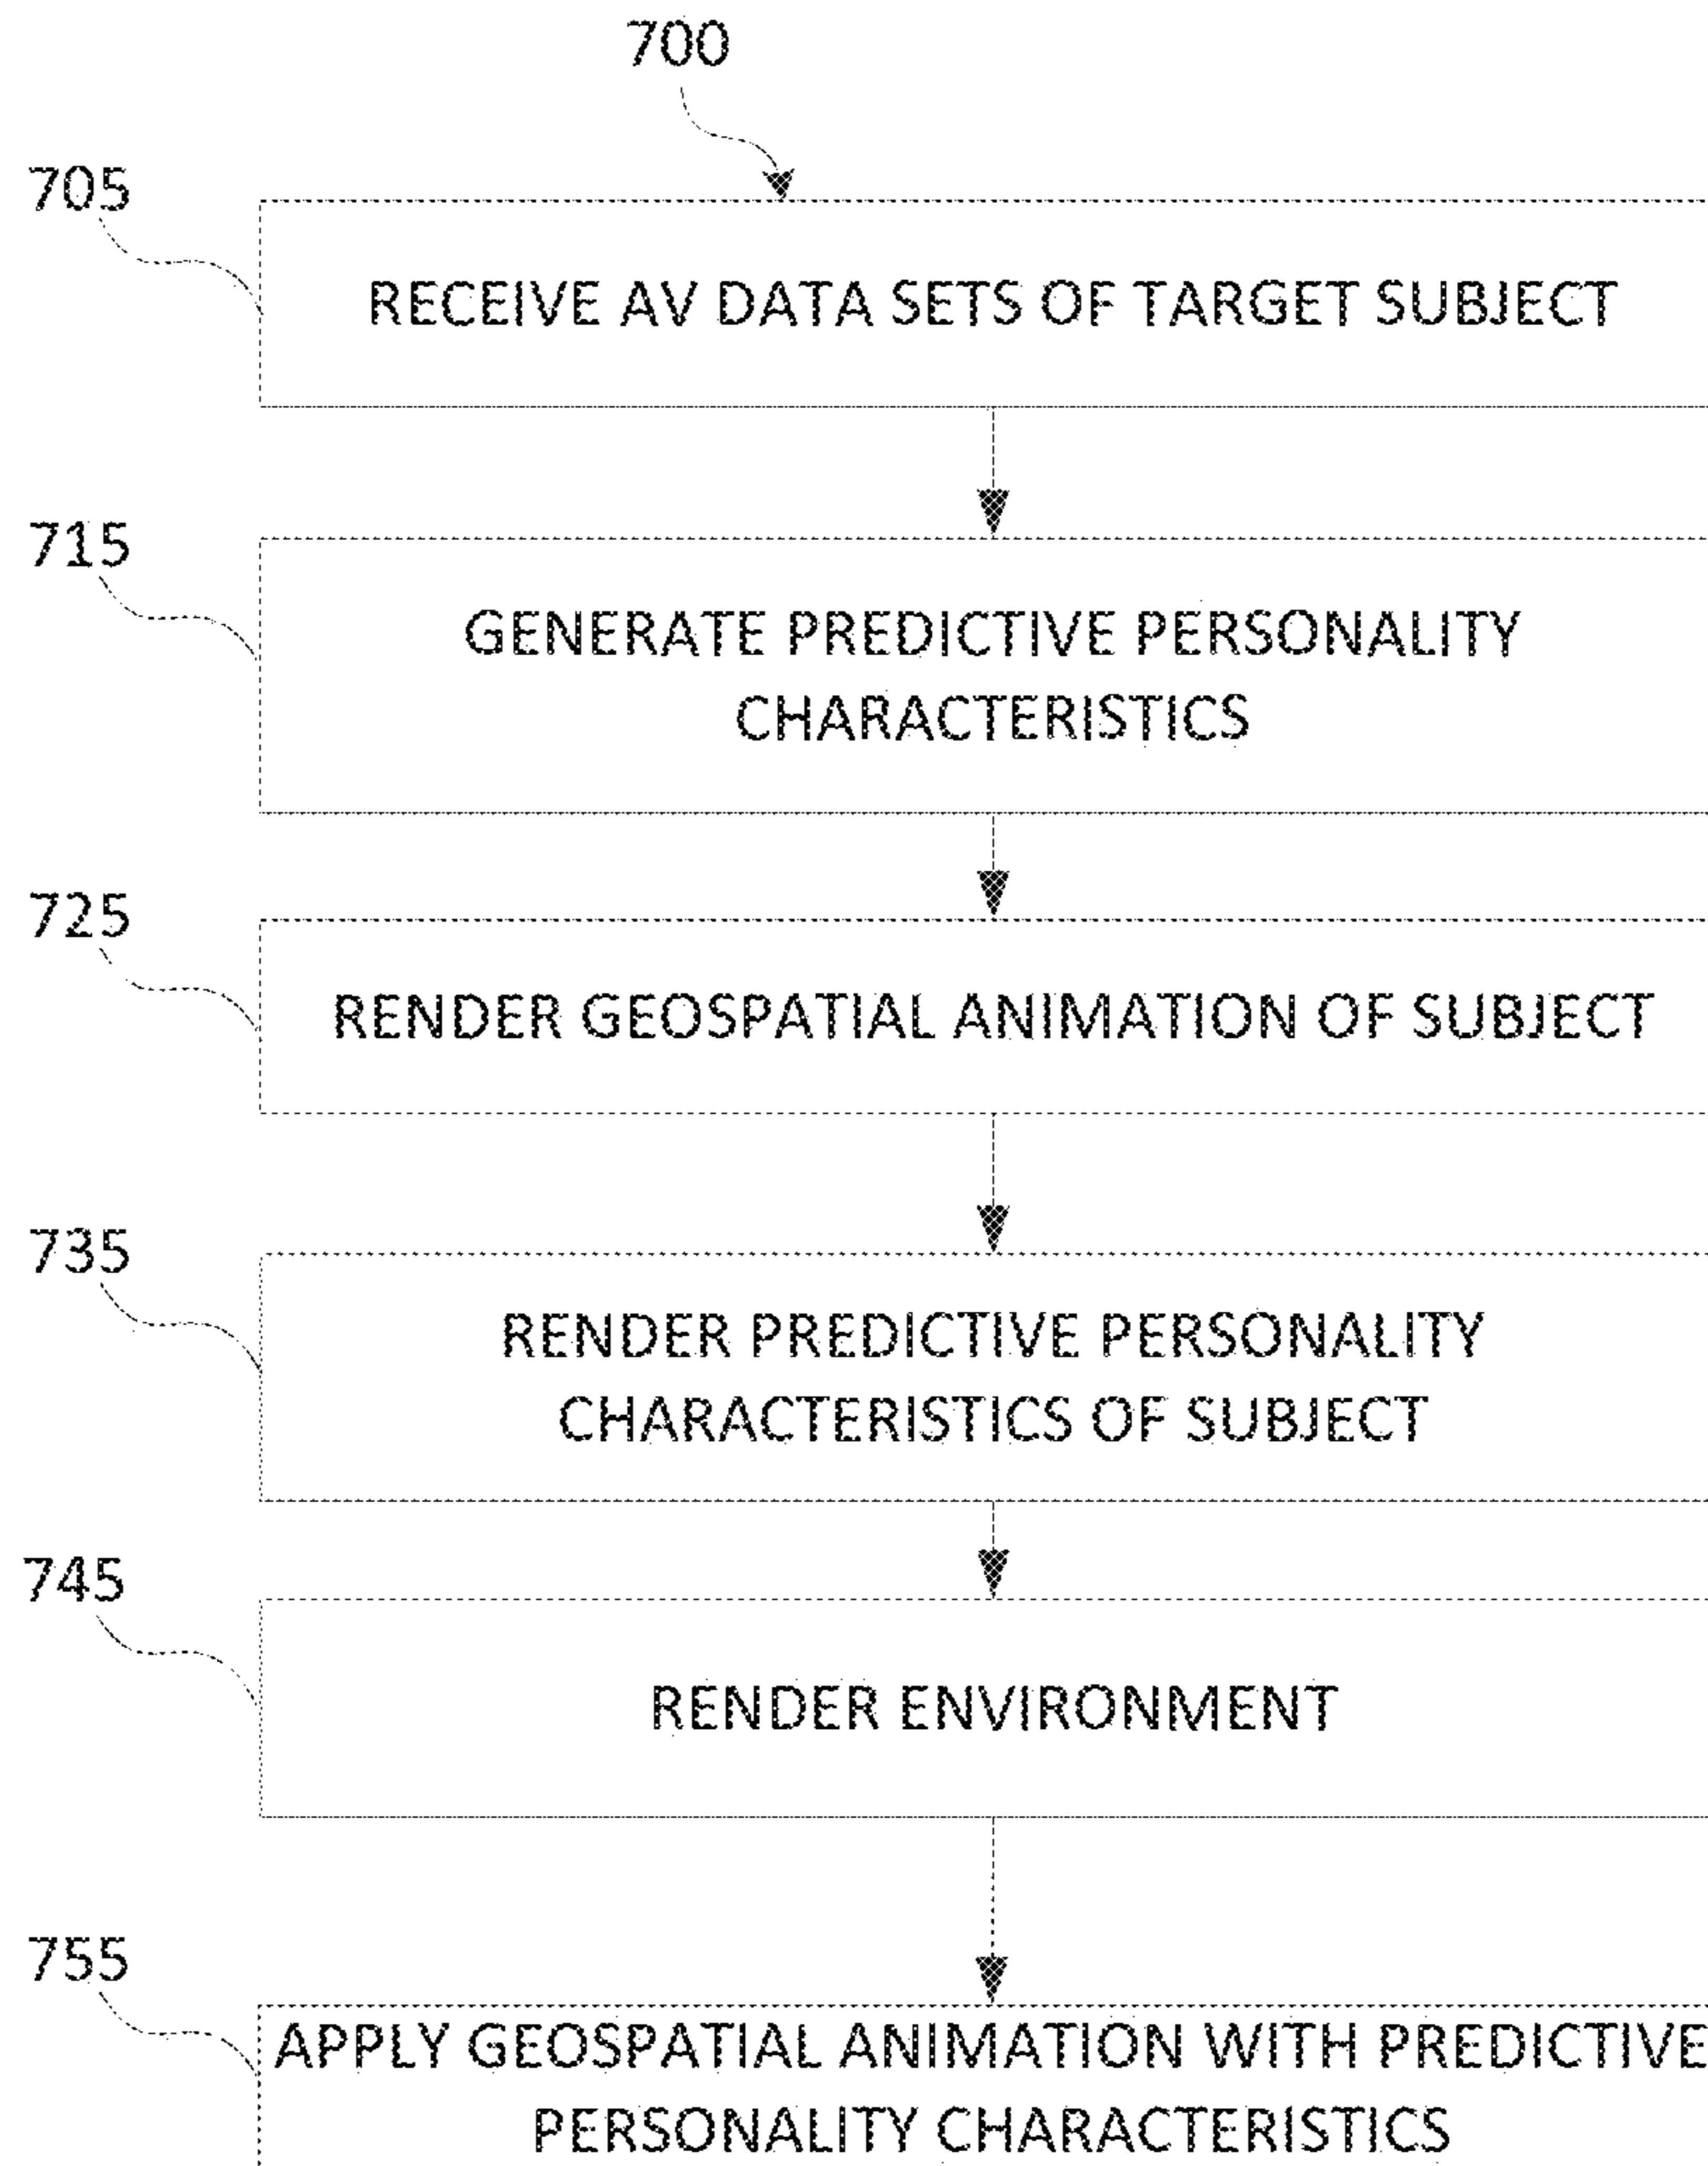 700
705
RECEIVE AV DATA SETS OF TARGET SUBJECT
715
GENERATE PREDICTIVE PERSONALITY
CHARACTERISTICS
725
RENDER GEOSPATIAL ANIMATION OF SUBJECT
735
RENDER PREDICTIVE PERSONALITY
CHARACTERISTICS OF SUBJECT
745
RENDER ENVIRONMENT
755
APPLY GEOSPATIAL ANIMATION WITH PREDICTIVE
PERSONALITY CHARACTERISTICS